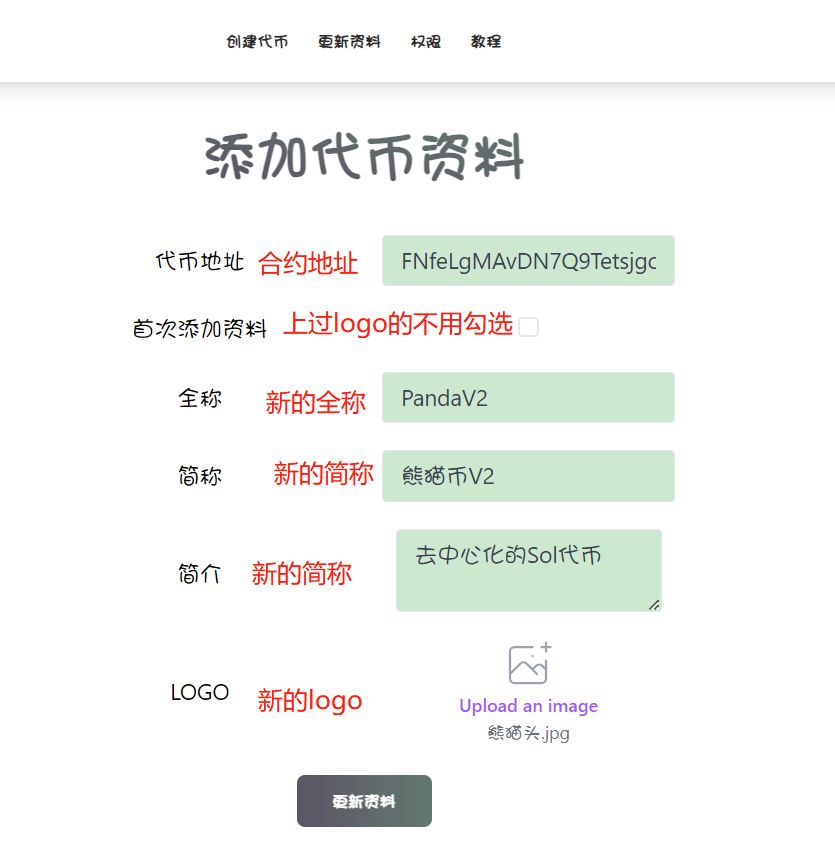 创建代币 更新资料 权限 教程
添加代币资料
代币地址 合约地址 FNfeLgMAvDN7Q9Tetsjgc
首次添加资料 上过logo的不用勾选
全称 新的全称 PandaV2
简称 新的简称 熊猫币V2
简介 新的简称 去中心化的Sol代币
LOGO 新的logo
Upload an image
熊猫头.jpg
更新资料